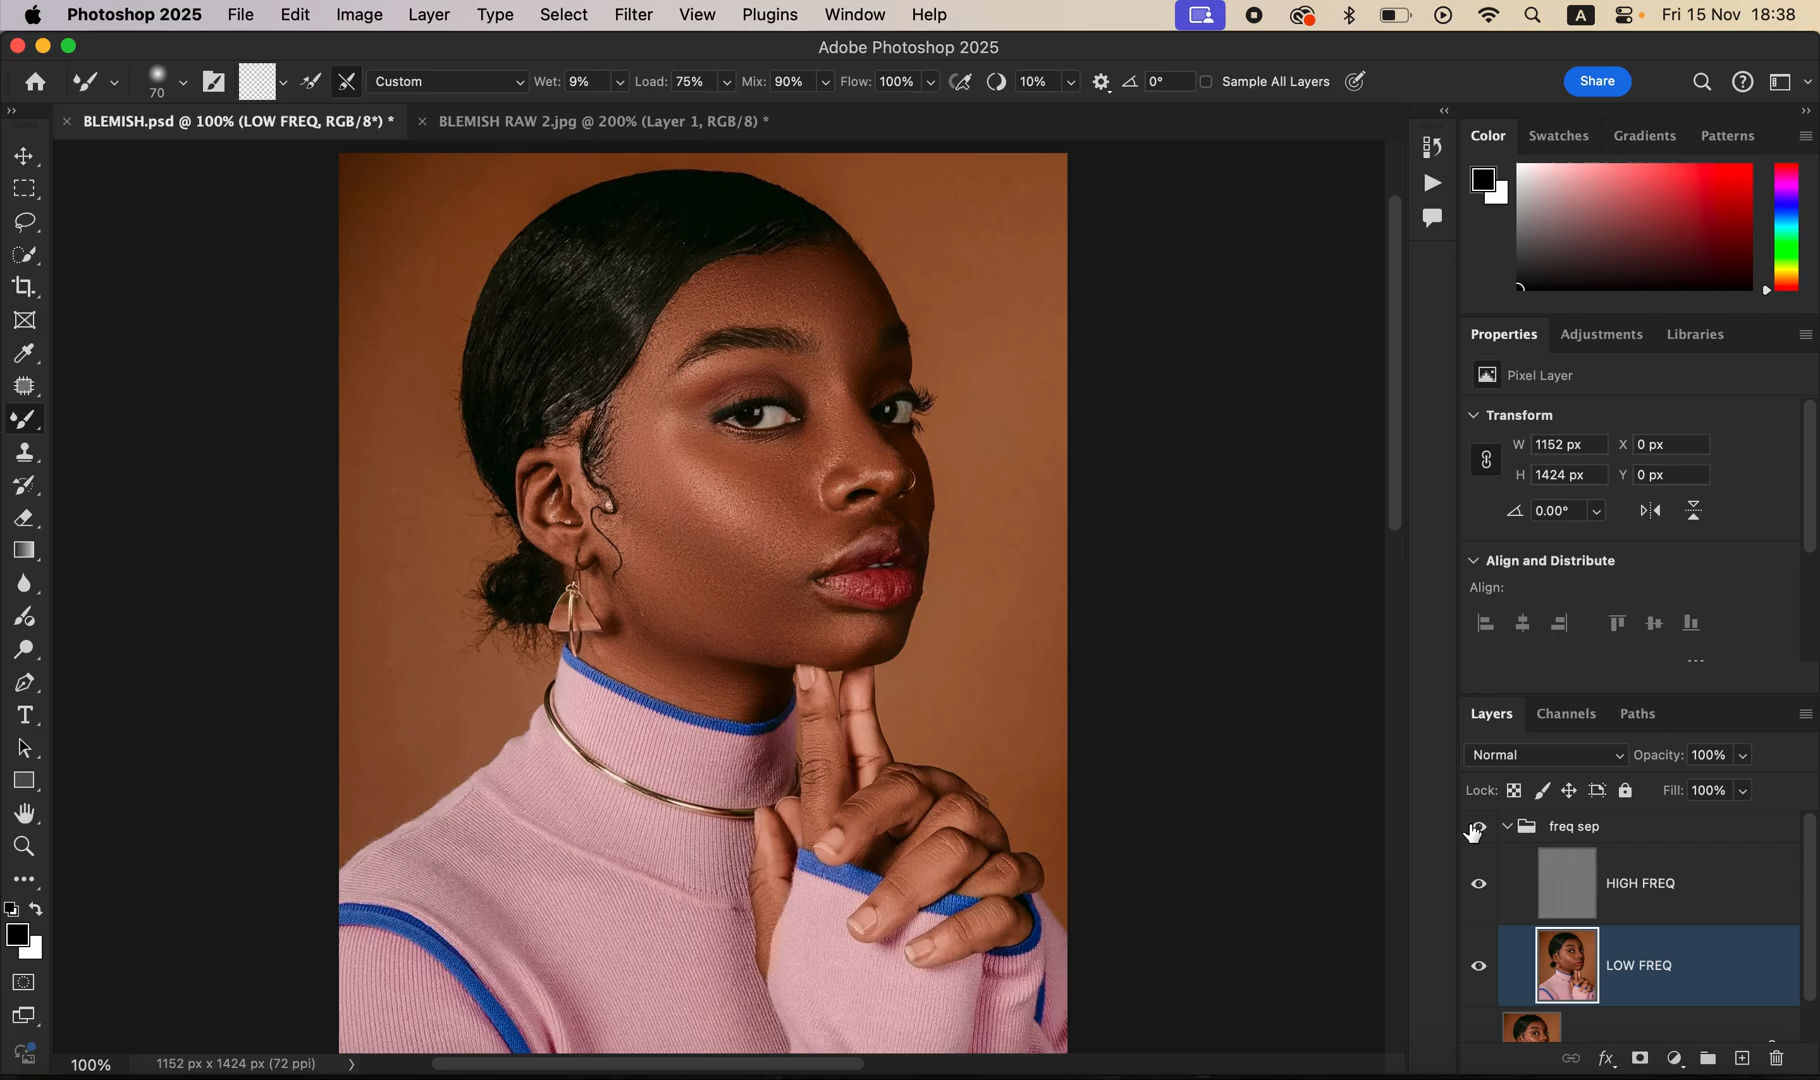 Photoshop 2025 File Edit Image Layer Type Select Filter View Plugins Window Help A Fri 15 Nov 18:38
Adobe Photoshop 2025
70 Custom Wet: 9% Load: 75% Mix: 90% Flow: 100% 10% 0° Sample All Layers Share
BLEMISH.psd @ 100% (LOW FREQ, RGB/8*) * BLEMISH RAW 2.jpg @ 200% (Layer 1, RGB/8) *
Color Swatches Gradients Patterns
Properties Adjustments Libraries
Pixel Layer
Transform
W 1152 px X 0 px
H 1424 px Y 0 px
0.00°
Align and Distribute
Align:
Layers Channels Paths
Normal Opacity: 100%
Lock: Fill: 100%
freq sep
HIGH FREQ
LOW FREQ
100% 1152 px x 1424 px (72 ppi)